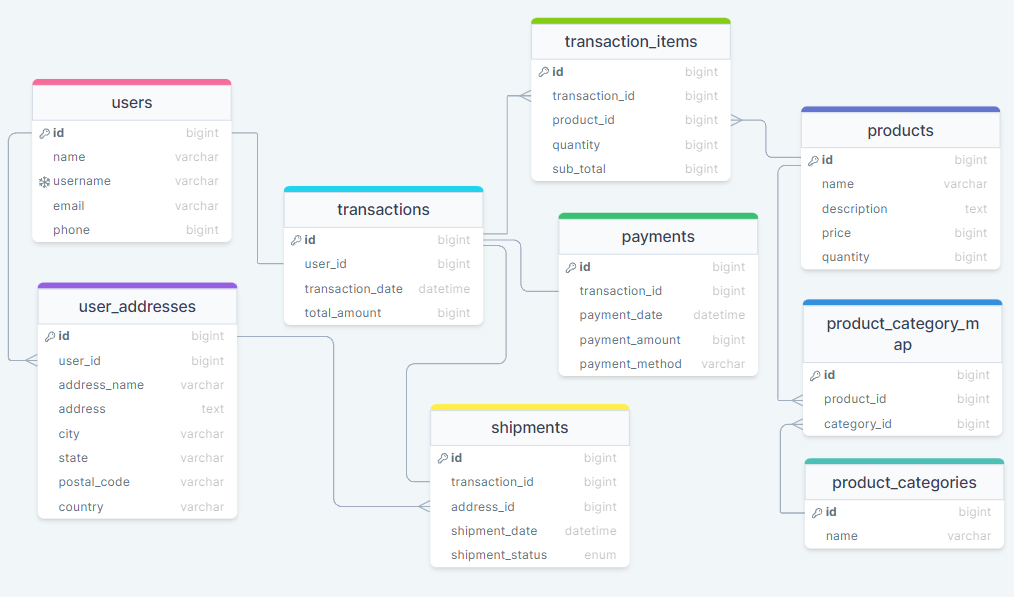 users
id bigint
name varchar
username varchar
email varchar
phone bigint
user_addresses
id bigint
user_id bigint
address_name varchar
address text
city varchar
state varchar
postal_code varchar
country varchar
transactions
id bigint
user_id bigint
transaction_date datetime
total_amount bigint
transaction_items
id bigint
transaction_id bigint
product_id bigint
quantity bigint
sub_total bigint
payments
id bigint
transaction_id bigint
payment_date datetime
payment_amount bigint
payment_method varchar
shipments
id bigint
transaction_id bigint
address_id bigint
shipment_date datetime
shipment_status enum
products
id bigint
name varchar
description text
price bigint
quantity bigint
product_category_m
ap
id bigint
product_id bigint
category_id bigint
product_categories
id bigint
name varchar